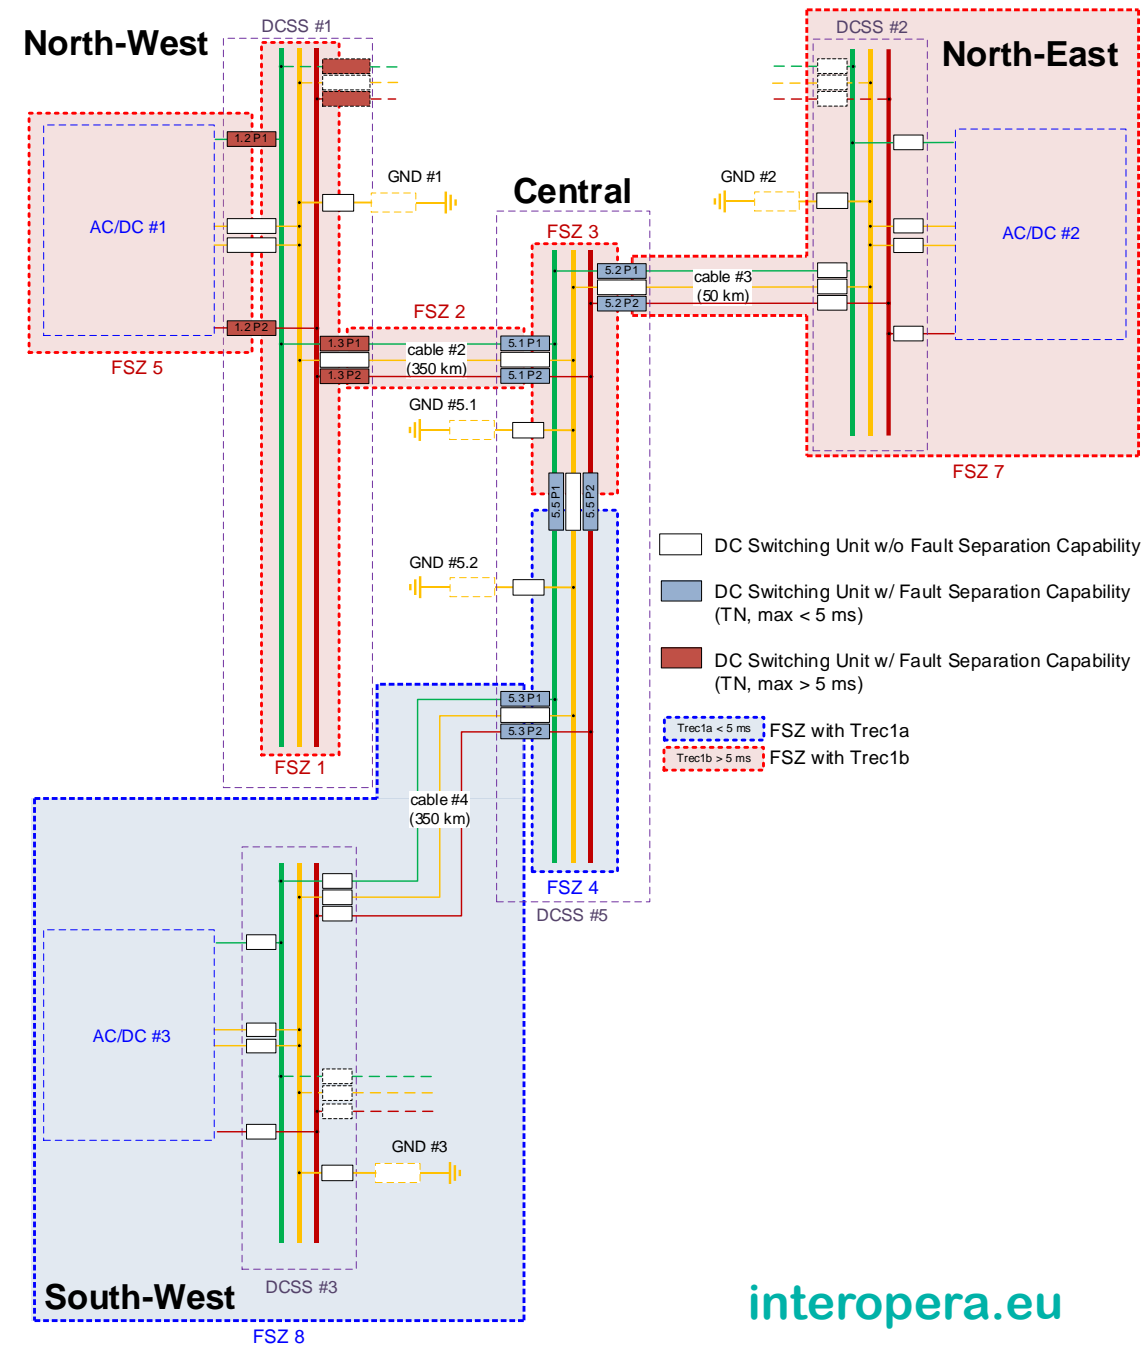 DCSS #1
North-West
DCSS #2
North-East
1.2 P1
GND #1
AC/DC #1
GND #2
AC/DC #2
Central
FSZ 3
5.2 P1
cable #3
(50 km)
5.2 P2
1.2 P2
FSZ 2
1.3 P1
cable #2
(350 km)
5.1 P1
1.3 P2
5.1 P2
FSZ 5
GND #5.1
FSZ 7
5.5 P1
5.5 P2
DC Switching Unit w/o Fault Separation Capability
GND #5.2
DC Switching Unit w/ Fault Separation Capability
(TN, max < 5 ms)
DC Switching Unit w/ Fault Separation Capability
(TN, max > 5 ms)
5.3 P1
5.3 P2
Trec1a < 5 ms
FSZ with Trec1a
Trec1b > 5 ms
FSZ with Trec1b
FSZ 1
cable #4
(350 km)
FSZ 4
DCSS #5
AC/DC #3
GND #3
DCSS #3
South-West
interopera.eu
FSZ 8